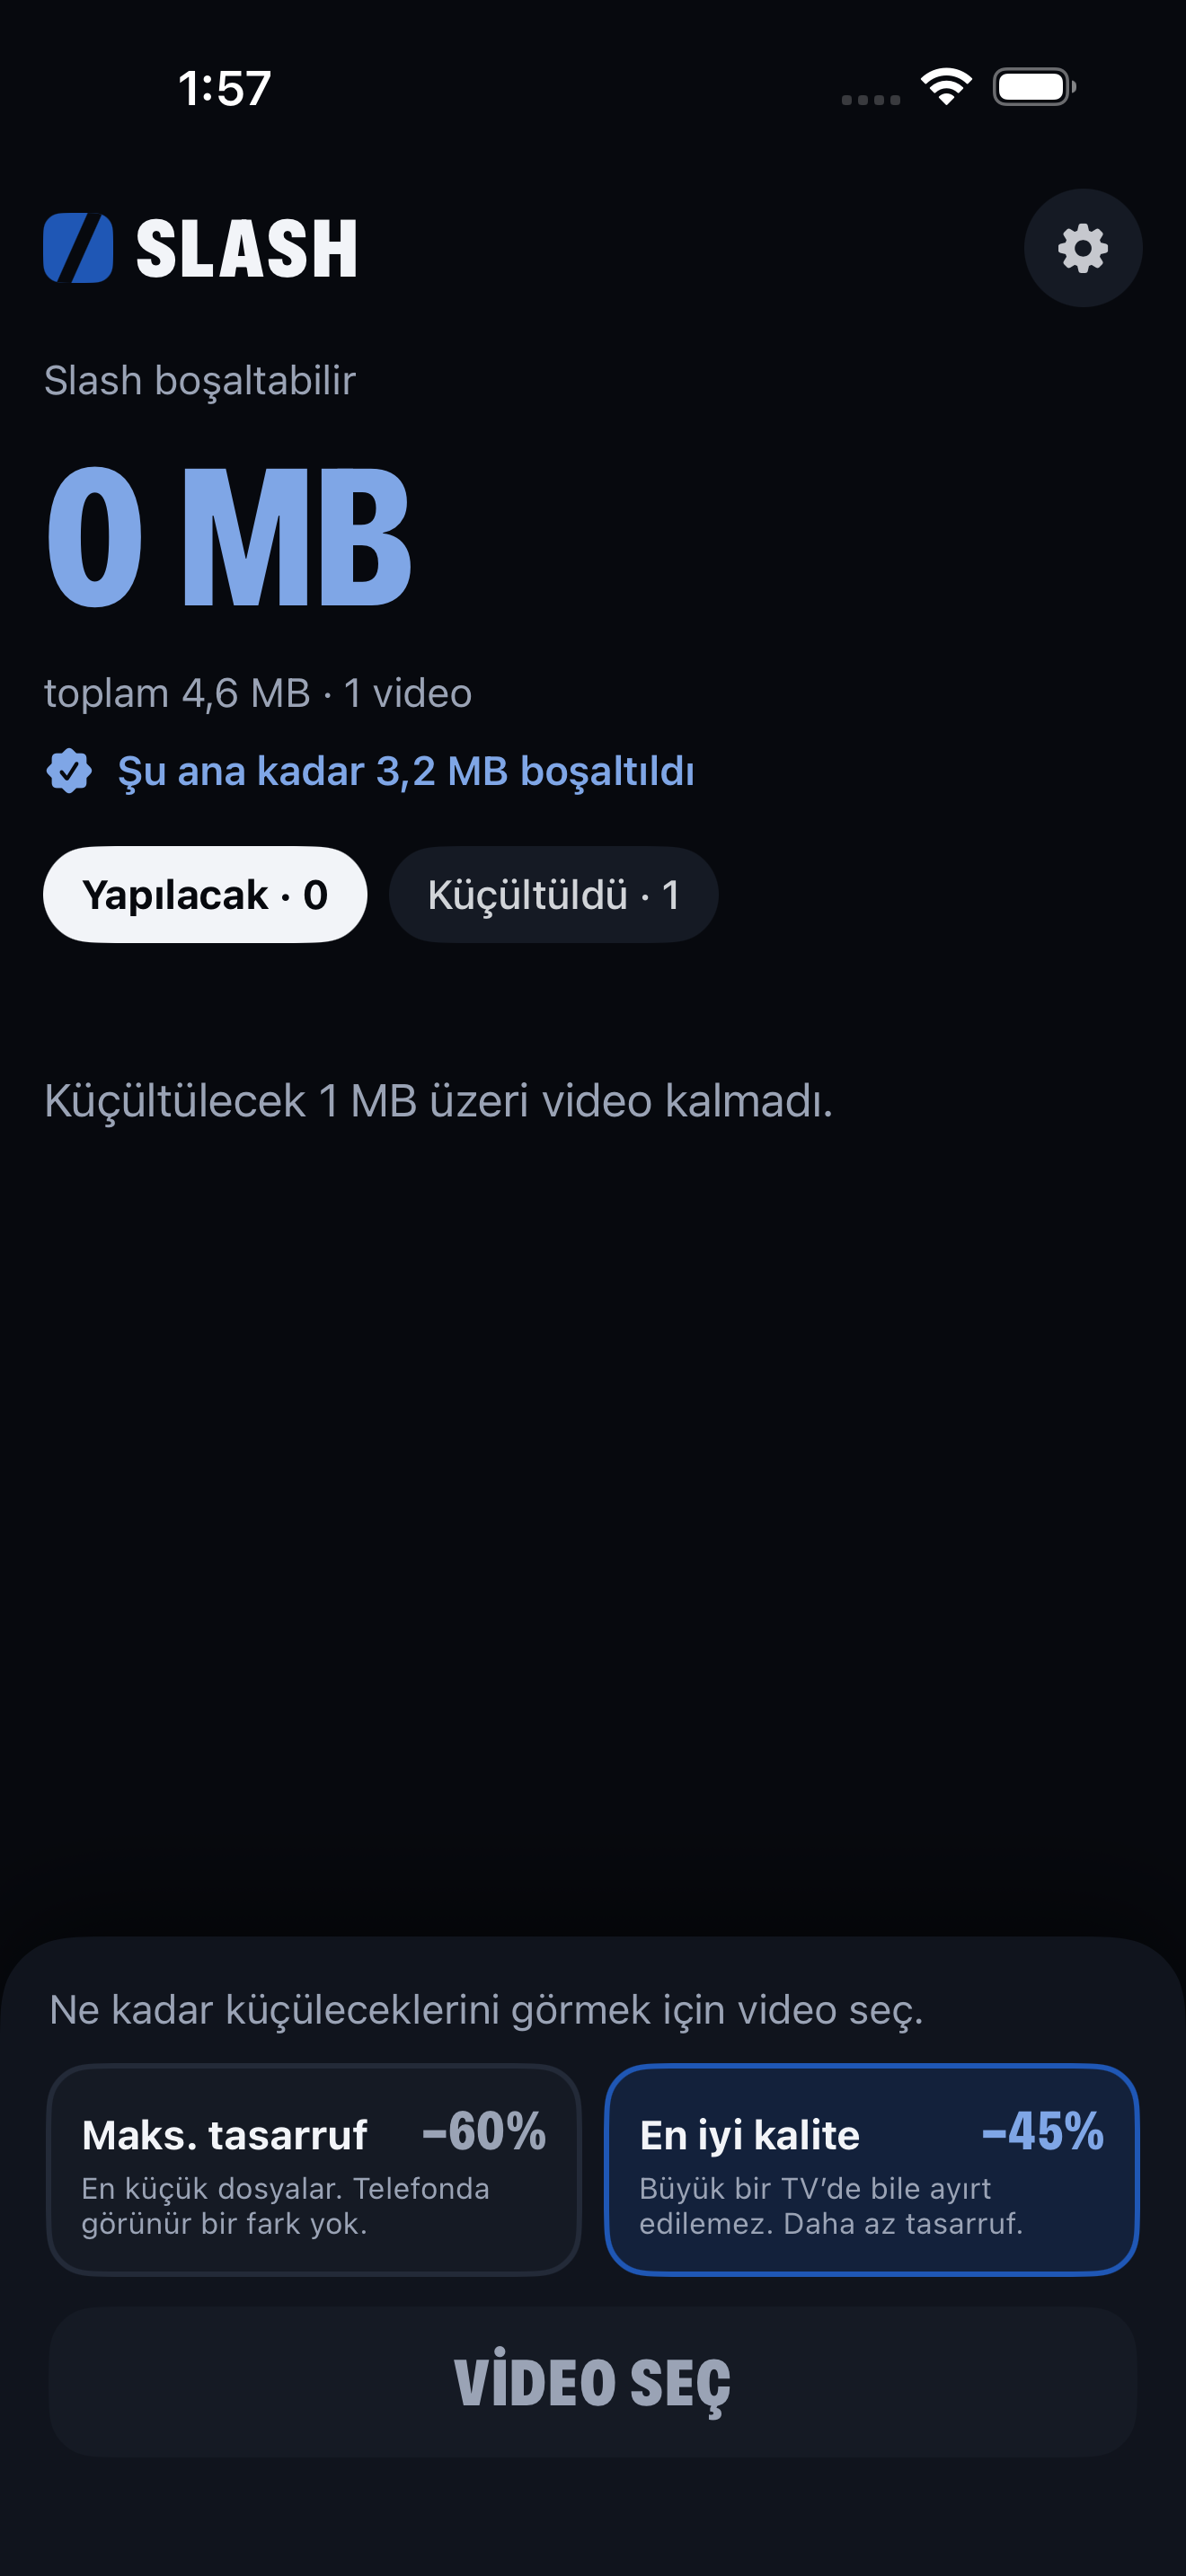 1:57
SLASH
Slash boşaltabilir
0 MB
toplam 4,6 MB · 1 video
Şu ana kadar 3,2 MB boşaltıldı
Yapılacak · 0
Küçültüldü · 1
Küçültülecek 1 MB üzeri video kalmadı.
Ne kadar küçüleceklerini görmek için video seç.
Maks. tasarruf −60%
En küçük dosyalar. Telefonda
görünür bir fark yok.
En iyi kalite −45%
Büyük bir TV’de bile ayırt
edilemez. Daha az tasarruf.
VİDEO SEÇ